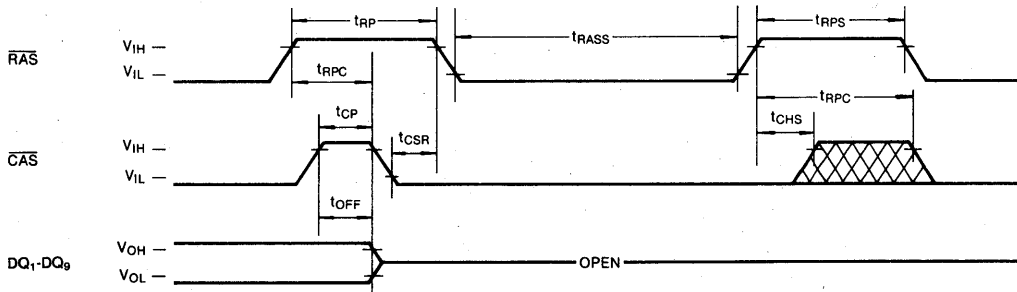 tRP
tRASS
tRPS
RAS
VIH
VIL
tRPC
tRPC
tCP
tCHS
tCSR
CAS
VIH
VIL
tOFF
DQ1-DQ9
VOH
VOL
OPEN